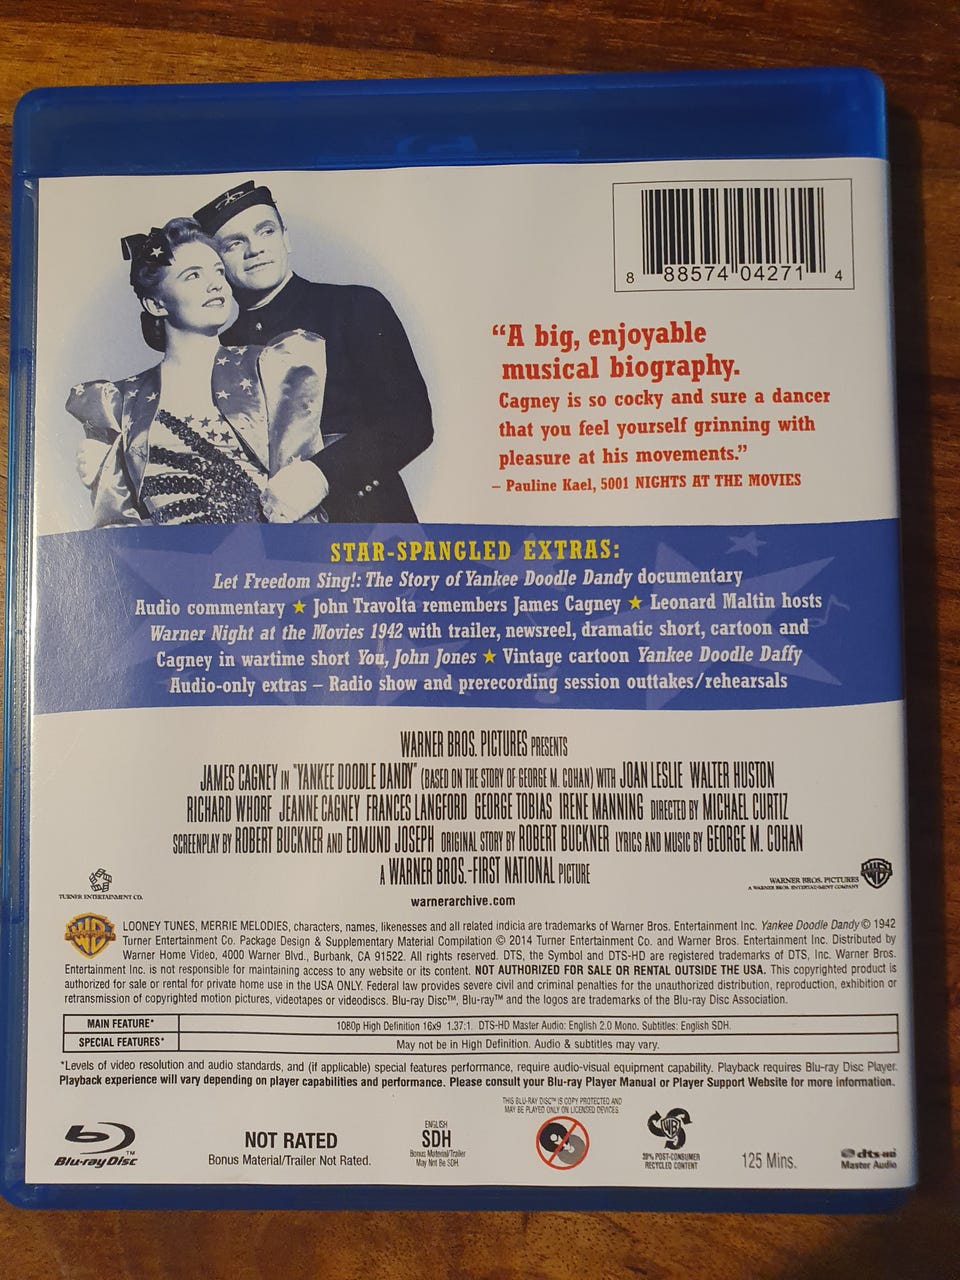 8 88574 04271 4
“A big, enjoyable
musical biography.
Cagney is so cocky and sure a dancer
that you feel yourself grinning with
pleasure at his movements.”
– Pauline Kael, 5001 NIGHTS AT THE MOVIES
STAR-SPANGLED EXTRAS:
Let Freedom Sing!: The Story of Yankee Doodle Dandy documentary
Audio commentary ★ John Travolta remembers James Cagney ★ Leonard Maltin hosts
Warner Night at the Movies 1942 with trailer, newsreel, dramatic short, cartoon and
Cagney in wartime short You, John Jones ★ Vintage cartoon Yankee Doodle Daffy
Audio-only extras – Radio show and prerecording session outtakes/rehearsals
WARNER BROS. PICTURES PRESENTS
JAMES CAGNEY IN "YANKEE DOODLE DANDY" (BASED ON THE STORY OF GEORGE M. COHAN) WITH JOAN LESLIE WALTER HUSTON
RICHARD WHORF JEANNE CAGNEY FRANCES LANGFORD GEORGE TOBIAS IRENE MANNING DIRECTED BY MICHAEL CURTIZ
SCREENPLAY BY ROBERT BUCKNER AND EDMUND JOSEPH ORIGINAL STORY BY ROBERT BUCKNER LYRICS AND MUSIC BY GEORGE M. COHAN
A WARNER BROS.-FIRST NATIONAL PICTURE
TURNER ENTERTAINMENT CO.
WARNER BROS. PICTURES
A WARNER BROS. ENTERTAINMENT COMPANY
warnerarchive.com
LOONEY TUNES, MERRIE MELODIES, characters, names, likenesses and all related indicia are trademarks of Warner Bros. Entertainment Inc. Yankee Doodle Dandy © 1942
Turner Entertainment Co. Package Design & Supplementary Material Compilation © 2014 Turner Entertainment Co. and Warner Bros. Entertainment Inc. Distributed by
Warner Home Video, 4000 Warner Blvd., Burbank, CA 91522. All rights reserved. DTS, the Symbol and DTS-HD are registered trademarks of DTS, Inc. Warner Bros.
Entertainment Inc. is not responsible for maintaining access to any website or its content. NOT AUTHORIZED FOR SALE OR RENTAL OUTSIDE THE USA. This copyrighted product is
authorized for sale or rental for private home use in the USA ONLY. Federal law provides severe civil and criminal penalties for the unauthorized distribution, reproduction, exhibition or
retransmission of copyrighted motion pictures, videotapes or videodiscs. Blu-ray Disc™, Blu-ray™ and the logos are trademarks of the Blu-ray Disc Association.
MAIN FEATURE* 1080p High Definition 16x9 1.37:1. DTS-HD Master Audio: English 2.0 Mono. Subtitles: English SDH.
SPECIAL FEATURES* May not be in High Definition. Audio & subtitles may vary.
*Levels of video resolution and audio standards, and (if applicable) special features performance, require audio-visual equipment capability. Playback requires Blu-ray Disc Player.
Playback experience will vary depending on player capabilities and performance. Please consult your Blu-ray Player Manual or Player Support Website for more information.
THIS BLU-RAY DISC™ IS COPY PROTECTED AND
MAY BE PLAYED ONLY ON LICENSED DEVICES
Blu-ray Disc™
NOT RATED
Bonus Material/Trailer Not Rated.
ENGLISH
SDH
Bonus Material/Trailer
May Not Be SDH
POST-CONSUMER
RECYCLED CONTENT
125 Mins.
dts-HD
Master Audio